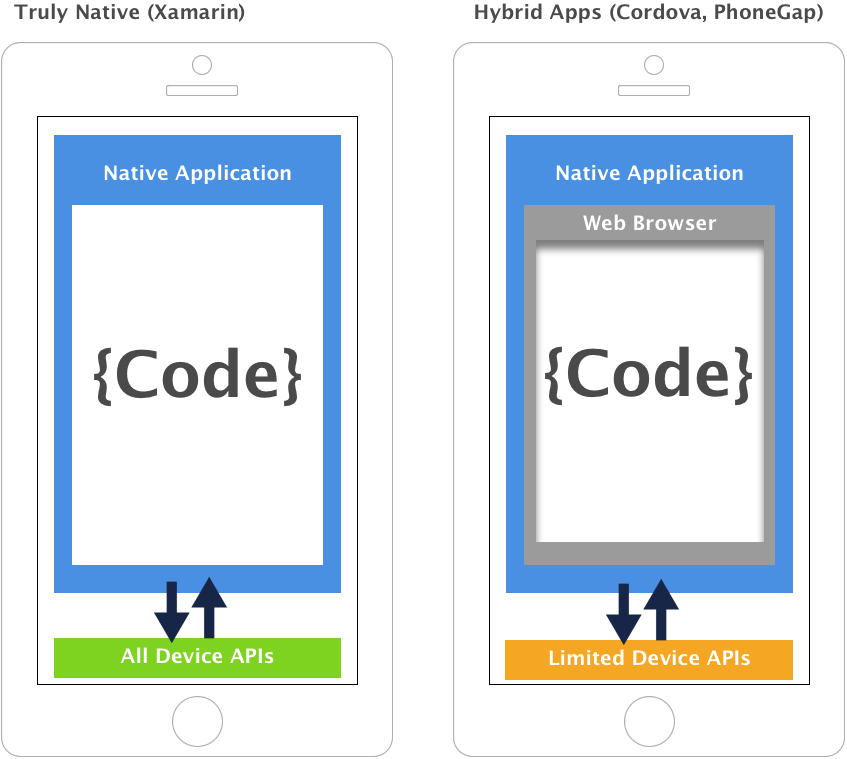 Truly Native (Xamarin)
Native Application
{Code}
All Device APIs
Hybrid Apps (Cordova, PhoneGap)
Native Application
Web Browser
{Code}
Limited Device APIs